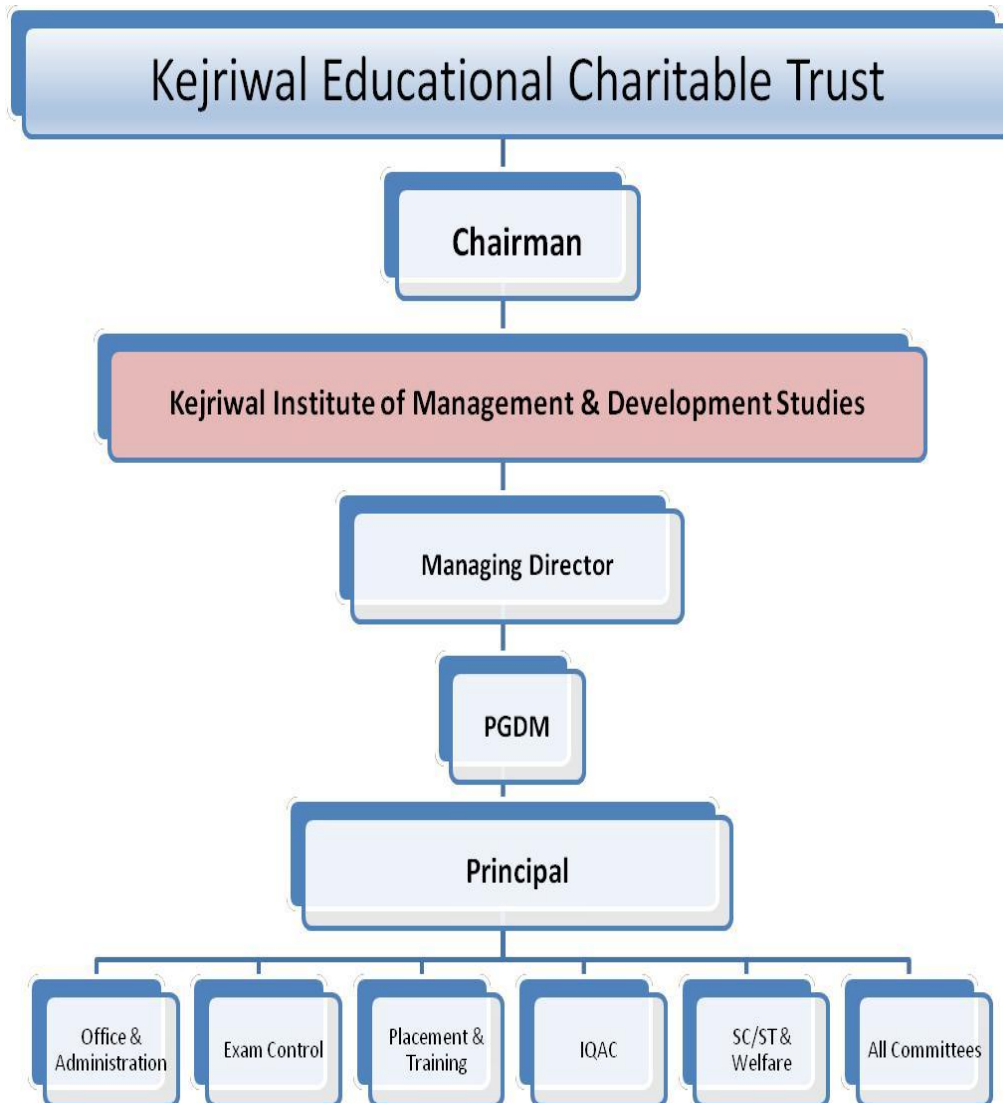 Kejriwal Educational Charitable Trust
Chairman
Kejriwal Institute of Management & Development Studies
Managing Director
PGDM
Principal
Office &
Administration
Exam Control
Placement &
Training
IQAC
SC/ST &
Welfare
All Committees